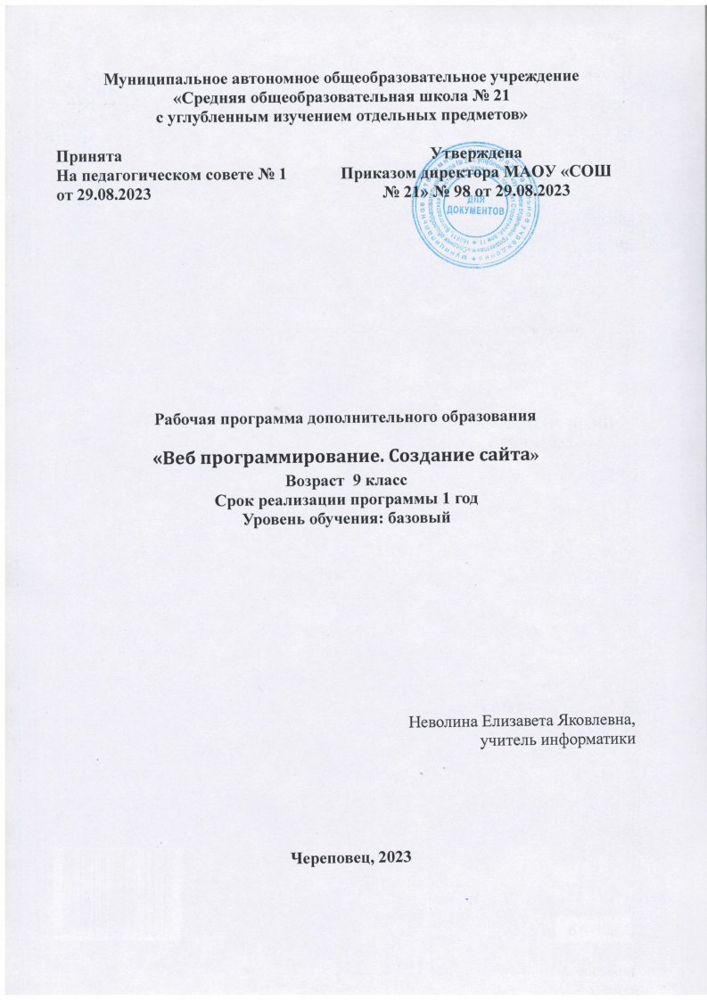 Муниципальное автономное общеобразовательное учреждение
«Средняя общеобразовательная школа № 21
с углубленным изучением отдельных предметов»
Принята
На педагогическом совете № 1
от 29.08.2023
Утверждена
Приказом директора МАОУ «СОШ
№ 21» № 98 от 29.08.2023
ДЛЯ
ДОКУМЕНТОВ
Рабочая программа дополнительного образования
«Веб программирование. Создание сайта»
Возраст 9 класс
Срок реализации программы 1 год
Уровень обучения: базовый
Неволина Елизавета Яковлевна,
учитель информатики
Череповец, 2023